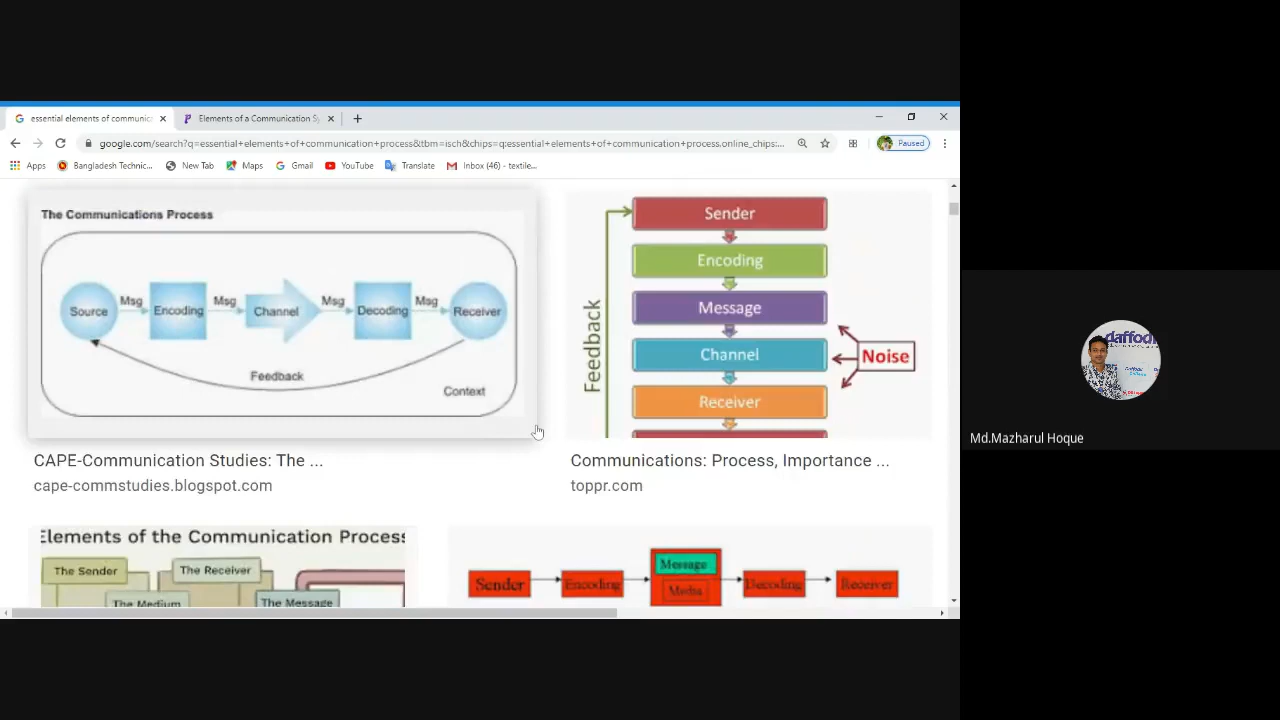 essential elements of communica
Elements of a Communication Sy
google.com/search?q=essential+elements+of+communication+process&tbm=isch&chips=q:essential+elements+of+communication+process,online_chips:...
Paused
Apps
Bangladesh Technic...
New Tab
Maps
Gmail
YouTube
Translate
Inbox (46) - textile...
The Communications Process
Source
Msg
Encoding
Msg
Channel
Msg
Decoding
Msg
Receiver
Feedback
Context
CAPE-Communication Studies: The ...
cape-commstudies.blogspot.com
Sender
Encoding
Message
Channel
Receiver
Feedback
Noise
Communications: Process, Importance ...
toppr.com
Elements of the Communication Process
The Sender
The Receiver
The Medium
The Message
Sender
Encoding
Message
Media
Decoding
Receiver
daffodi
Md.Mazharul Hoque